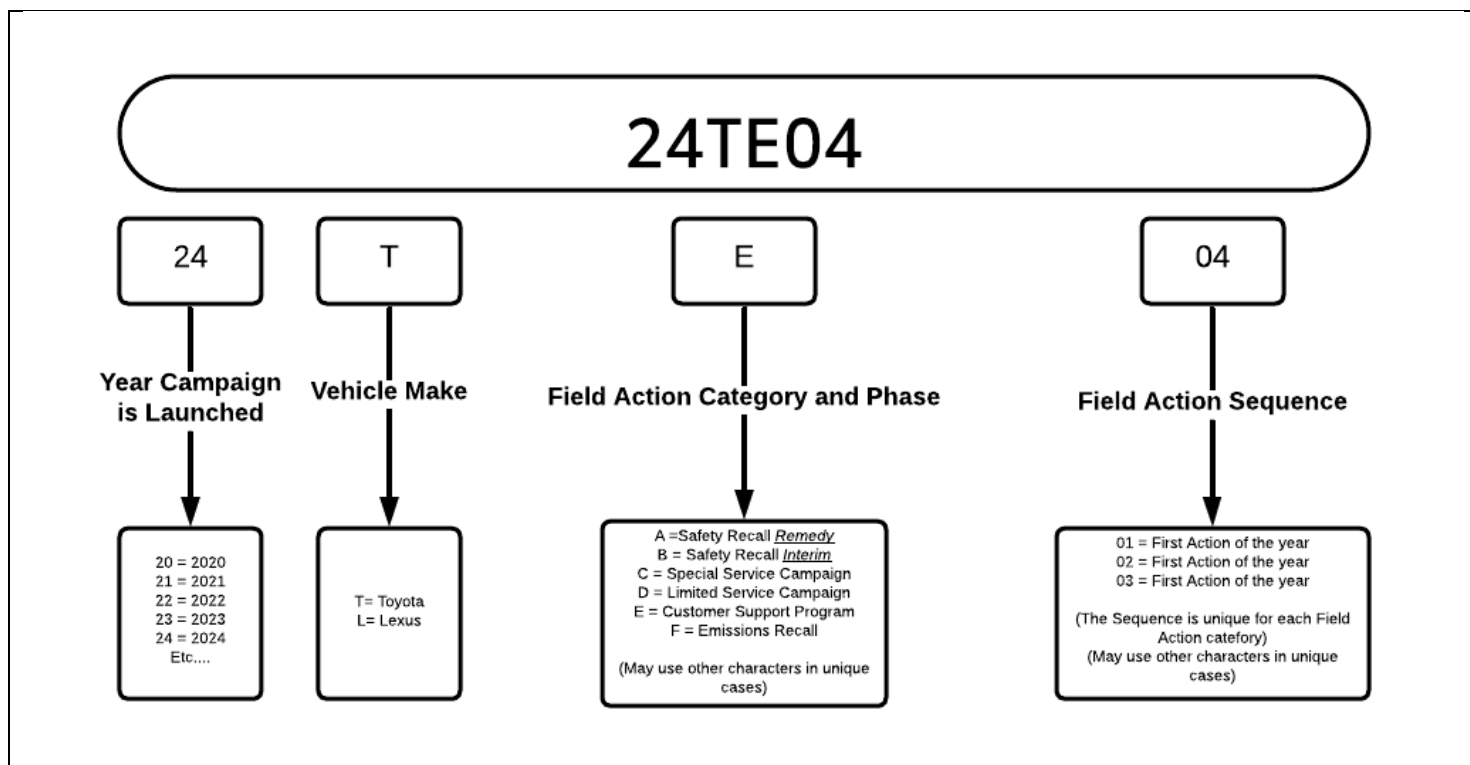 24TE04
24
T
E
04
Year Campaign
is Launched
Vehicle Make
Field Action Category and Phase
Field Action Sequence
20 = 2020
21 = 2021
22 = 2022
23 = 2023
24 = 2024
Etc....
T= Toyota
L= Lexus
A =Safety Recall Remedy
B = Safety Recall Interim
C = Special Service Campaign
D = Limited Service Campaign
E = Customer Support Program
F = Emissions Recall
(May use other characters in unique
cases)
01 = First Action of the year
02 = First Action of the year
03 = First Action of the year
(The Sequence is unique for each Field
Action catefory)
(May use other characters in unique
cases)